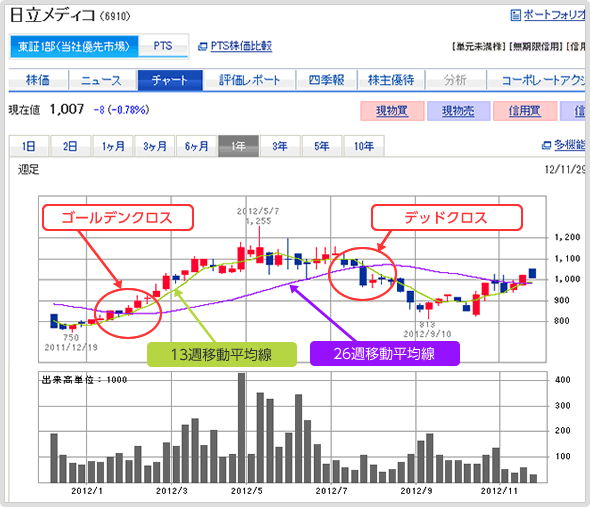 日立メディコ(6910)
ポートフォリオ
東証1部(当社優先市場)
PTS
PTS株価比較
【単元未満株】 [無期限信用] [信用
株価
ニュース
チャート
評価レポート
四季報
株主優待
分析
コーポレートアク
現在値 1,007 -8 (-0.78%)
現物買
現物売
信用買
信
1日
2日
1ヶ月
3ヶ月
6ヶ月
1年
3年
5年
10年
多機能
週足
12/11/29
ゴールデンクロス
2012/5/7
1,255
デッドクロス
1,200
1,100
1,000
900
800
750
2011/12/19
813
2012/9/10
13週移動平均線
26週移動平均線
出来高単位：1000
400
300
200
100
0
2012/1
2012/3
2012/5
2012/7
2012/9
2012/11